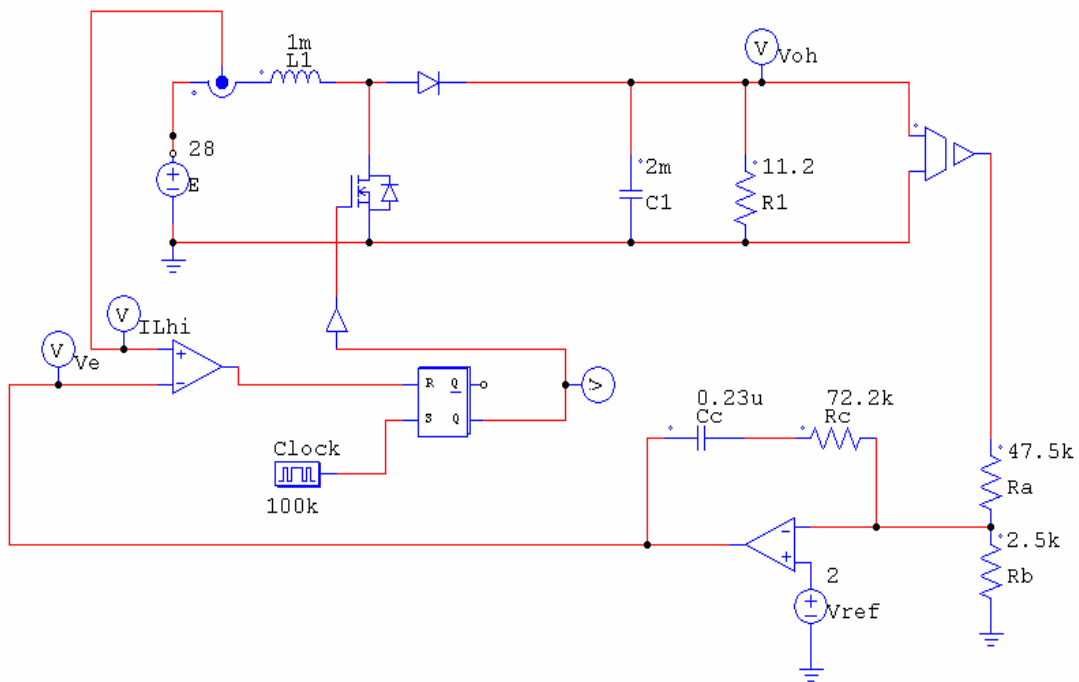 1m
L1
V
Voh
28
E
2m
C1
11.2
R1
V
ILhi
V
Ve
R
Q
S
Q
V
Clock
100k
0.23u
Cc
72.2k
Rc
47.5k
Ra
2.5k
Rb
2
Vref